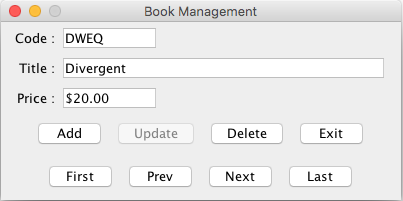 Book Management
Code : DWEQ
Title : Divergent
Price : $20.00
Add Update Delete Exit
First Prev Next Last